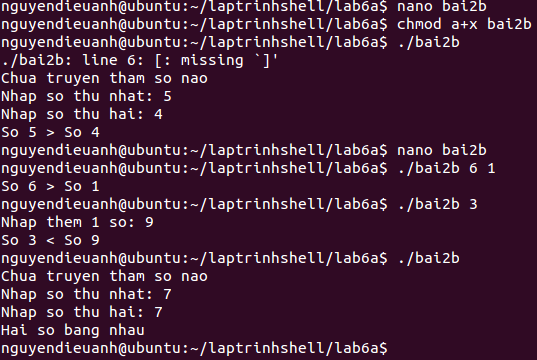 nguyendieuanh@ubuntu:~/laptrinhshell/lab6a$ nano bai2b
nguyendieuanh@ubuntu:~/laptrinhshell/lab6a$ chmod a+x bai2b
nguyendieuanh@ubuntu:~/laptrinhshell/lab6a$ ./bai2b
./bai2b: line 6: [: missing `]'
Chua truyen tham so nao
Nhap so thu nhat: 5
Nhap so thu hai: 4
So 5 > So 4
nguyendieuanh@ubuntu:~/laptrinhshell/lab6a$ nano bai2b
nguyendieuanh@ubuntu:~/laptrinhshell/lab6a$ ./bai2b 6 1
So 6 > So 1
nguyendieuanh@ubuntu:~/laptrinhshell/lab6a$ ./bai2b 3
Nhap them 1 so: 9
So 3 < So 9
nguyendieuanh@ubuntu:~/laptrinhshell/lab6a$ ./bai2b
Chua truyen tham so nao
Nhap so thu nhat: 7
Nhap so thu hai: 7
Hai so bang nhau
nguyendieuanh@ubuntu:~/laptrinhshell/lab6a$